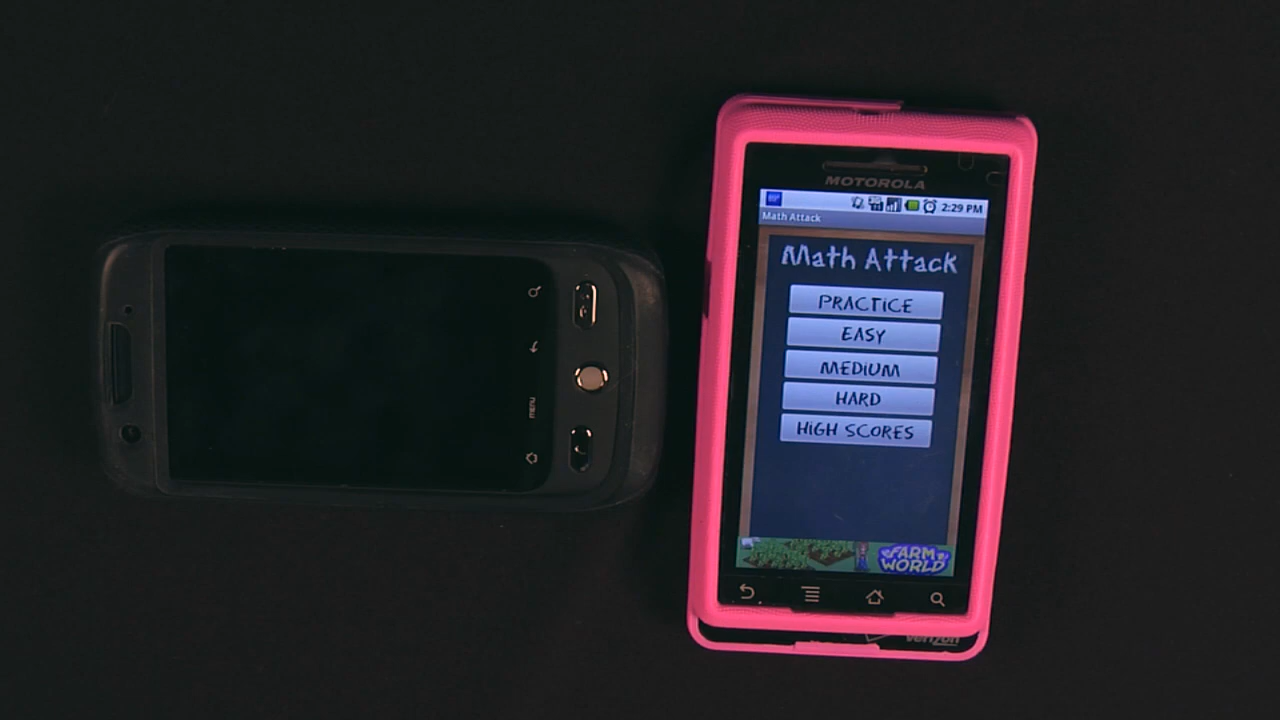 MENU
MOTOROLA
2:29 PM
Math Attack
Math Attack
PRACTICE
EASY
MEDIUM
HARD
HIGH SCORES
FARM
WORLD
verizon